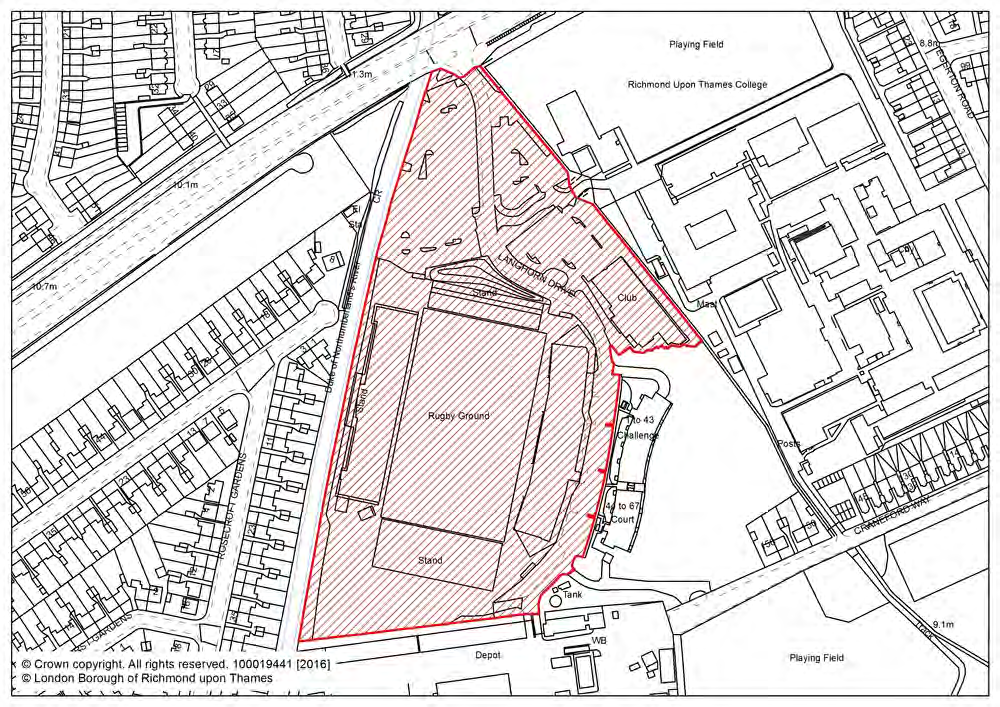 Playing Field
8.8m
1.3m
Richmond Upon Thames College
EGERTON ROAD
10.1m
CR
El
Sta
LANGHORN DRIVE
10.7m
Stand
Club
Mast
Duke of Northumberland's River
Stand
Rugby Ground
1 to 43
Challenge
Posts
ROSECROFT GARDENS
44 to 67
Court
CRANEFORD WAY
Stand
Tank
GARDENS
9.1m
Track
WB
Depot
Playing Field
© Crown copyright. All rights reserved. 100019441 [2016]
© London Borough of Richmond upon Thames